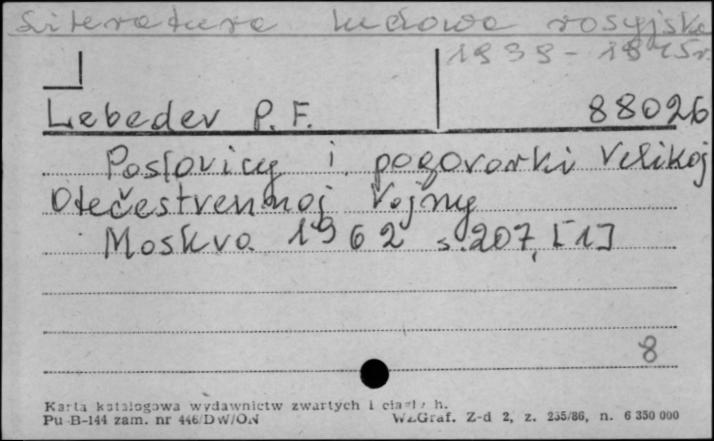 Literatura ludowa rosyjska
1939-1945r.
Lebedev P. F.
88026
Poslovicy i pogovorki Velikoj
Otečestvennoj Vojny
Moskva 1962 s. 207, [1]
8
Karta katalogowa wydawnictw zwartych i ciągłych.
Pu-B-144 zam. nr 446/DW/ON WZGraf. Z-d 2, z. 235/86, n. 6 350 000